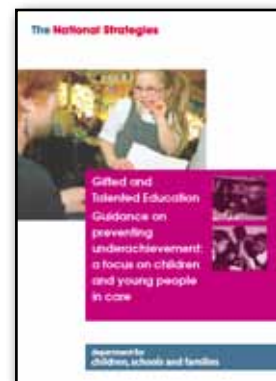 The National Strategies
Gifted and
Talented Education
Guidance on
preventing
underachievement:
a focus on children
and young people
in care
department for
children, schools and families